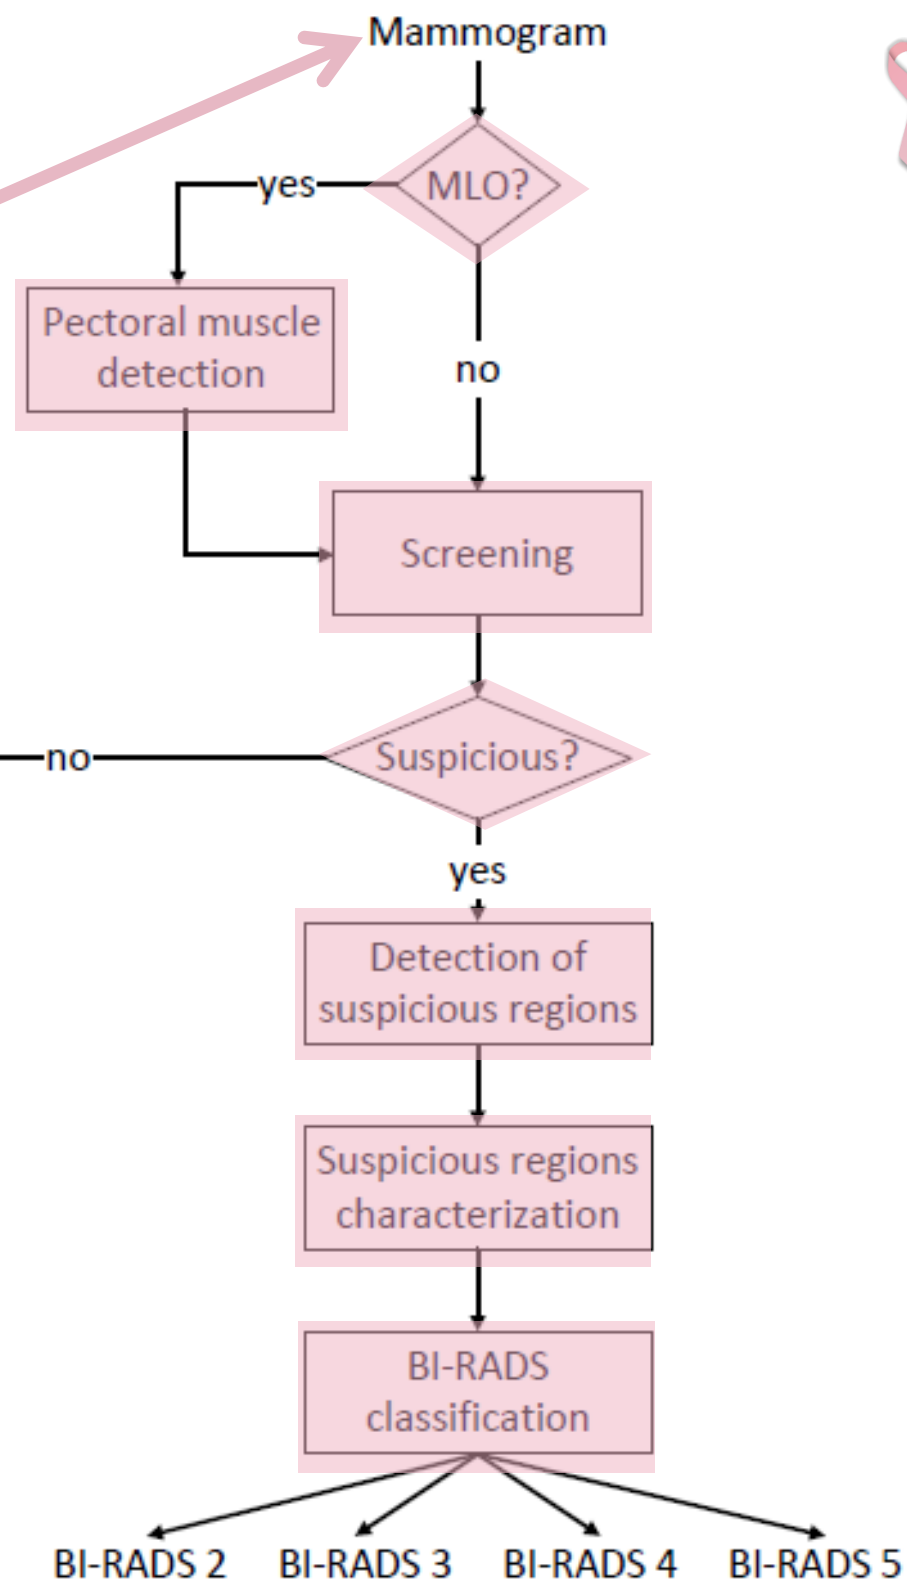 Mammogram
MLO?
yes
Pectoral muscle
detection
no
Screening
Suspicious?
no
yes
Detection of
suspicious regions
Suspicious regions
characterization
BI-RADS
classification
BI-RADS 2
BI-RADS 3
BI-RADS 4
BI-RADS 5